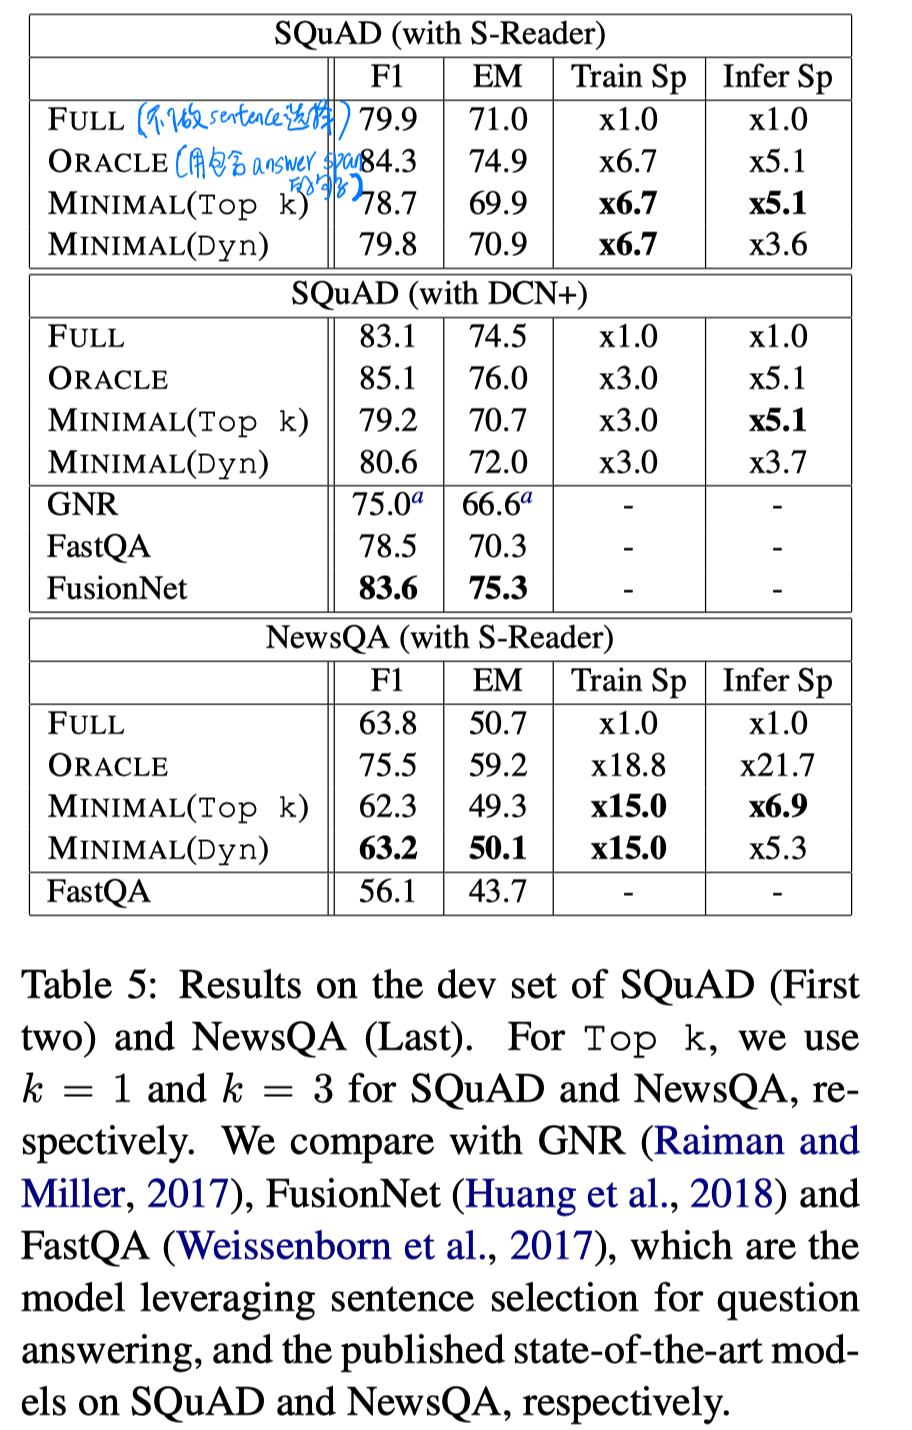 SQuAD (with S-Reader)
F1 EM Train Sp Infer Sp
FULL (不做sentence选择) 79.9 71.0 x1.0 x1.0
ORACLE (用包含answer span 84.3 74.9 x6.7 x5.1
的句子)
MINIMAL(Top k) 78.7 69.9 x6.7 x5.1
MINIMAL(Dyn) 79.8 70.9 x6.7 x3.6
SQuAD (with DCN+)
FULL 83.1 74.5 x1.0 x1.0
ORACLE 85.1 76.0 x3.0 x5.1
MINIMAL(Top k) 79.2 70.7 x3.0 x5.1
MINIMAL(Dyn) 80.6 72.0 x3.0 x3.7
GNR 75.0a 66.6a - -
FastQA 78.5 70.3 - -
FusionNet 83.6 75.3 - -
NewsQA (with S-Reader)
F1 EM Train Sp Infer Sp
FULL 63.8 50.7 x1.0 x1.0
ORACLE 75.5 59.2 x18.8 x21.7
MINIMAL(Top k) 62.3 49.3 x15.0 x6.9
MINIMAL(Dyn) 63.2 50.1 x15.0 x5.3
FastQA 56.1 43.7 - -
Table 5: Results on the dev set of SQuAD (First
two) and NewsQA (Last). For Top k, we use
k = 1 and k = 3 for SQuAD and NewsQA, re-
spectively. We compare with GNR (Raiman and
Miller, 2017), FusionNet (Huang et al., 2018) and
FastQA (Weissenborn et al., 2017), which are the
model leveraging sentence selection for question
answering, and the published state-of-the-art mod-
els on SQuAD and NewsQA, respectively.